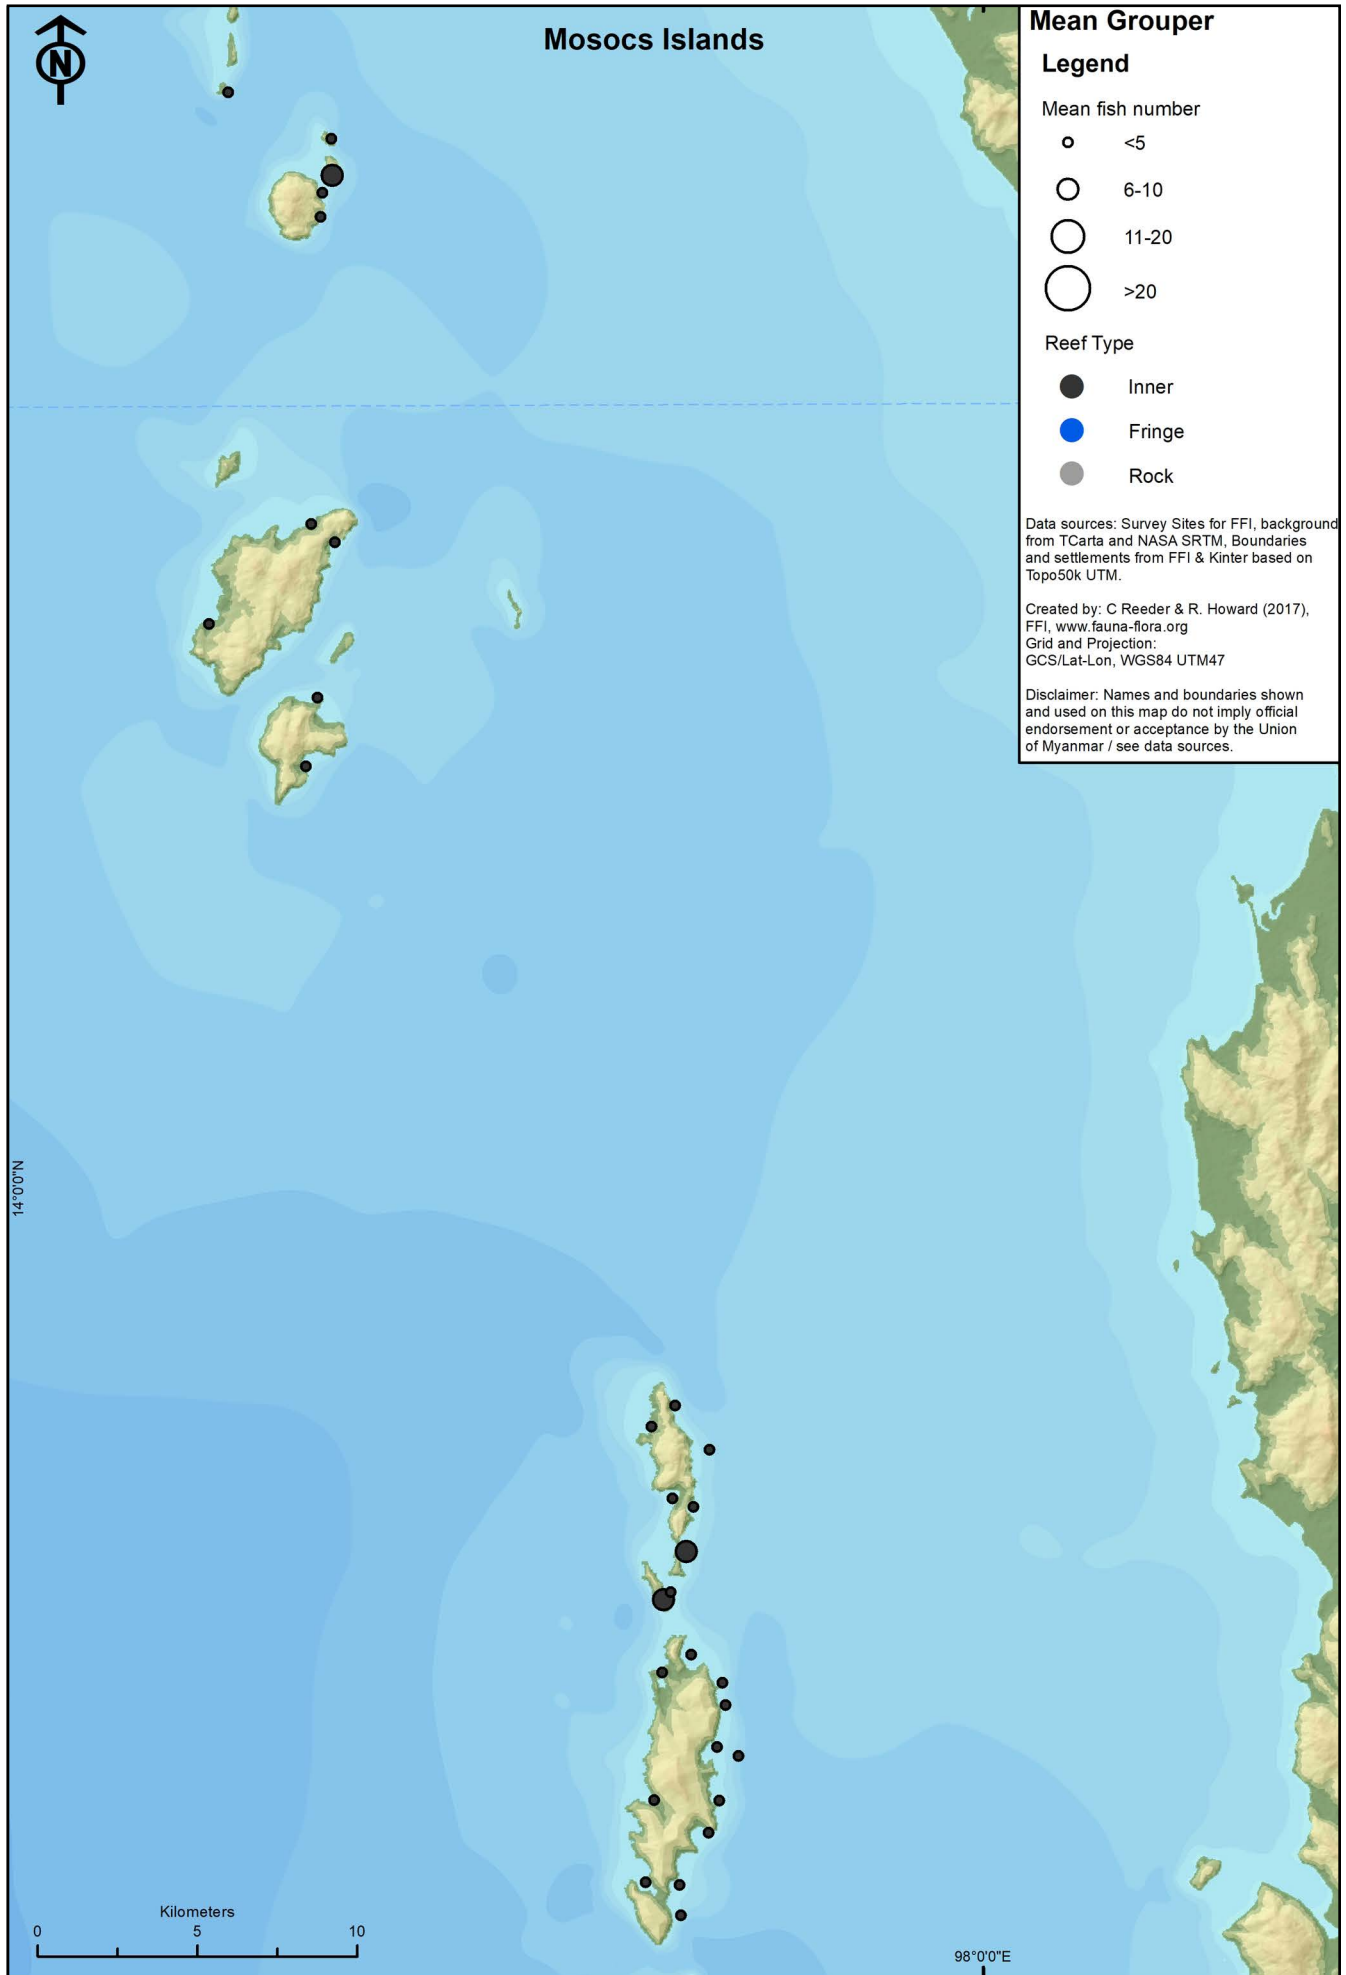 N
Mosocs Islands
Mean Grouper
Legend
Mean fish number
<5
6-10
11-20
>20
Reef Type
Inner
Fringe
Rock
Data sources: Survey Sites for FFI, background
from TCarta and NASA SRTM, Boundaries
and settlements from FFI & Kinter based on
Topo50k UTM.
Created by: C Reeder & R. Howard (2017),
FFI, www.fauna-flora.org
Grid and Projection:
GCS/Lat-Lon, WGS84 UTM47
Disclaimer: Names and boundaries shown
and used on this map do not imply official
endorsement or acceptance by the Union
of Myanmar / see data sources.
14°0'0"N
Kilometers
0 5 10
98°0'0"E